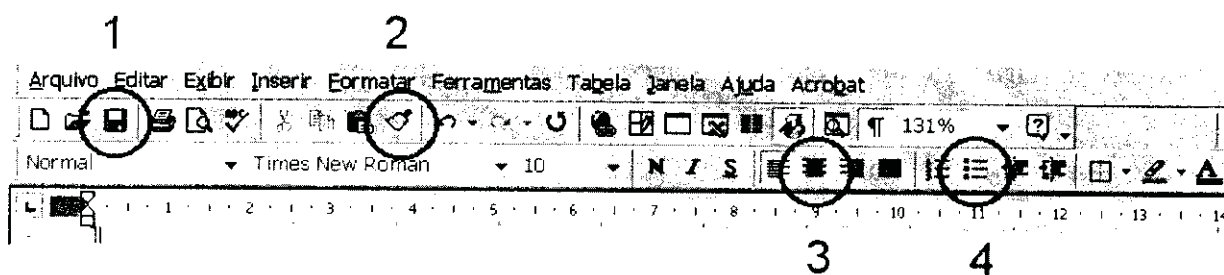 1 2
Arquivo Editar Exibir Inserir Formatar Ferramentas Tabela Janela Ajuda Acrobat
¶ 131% ?
Normal Times New Roman 10 N I S A
1 2 3 4 5 6 7 8 9 10 11 12 13 14
3 4